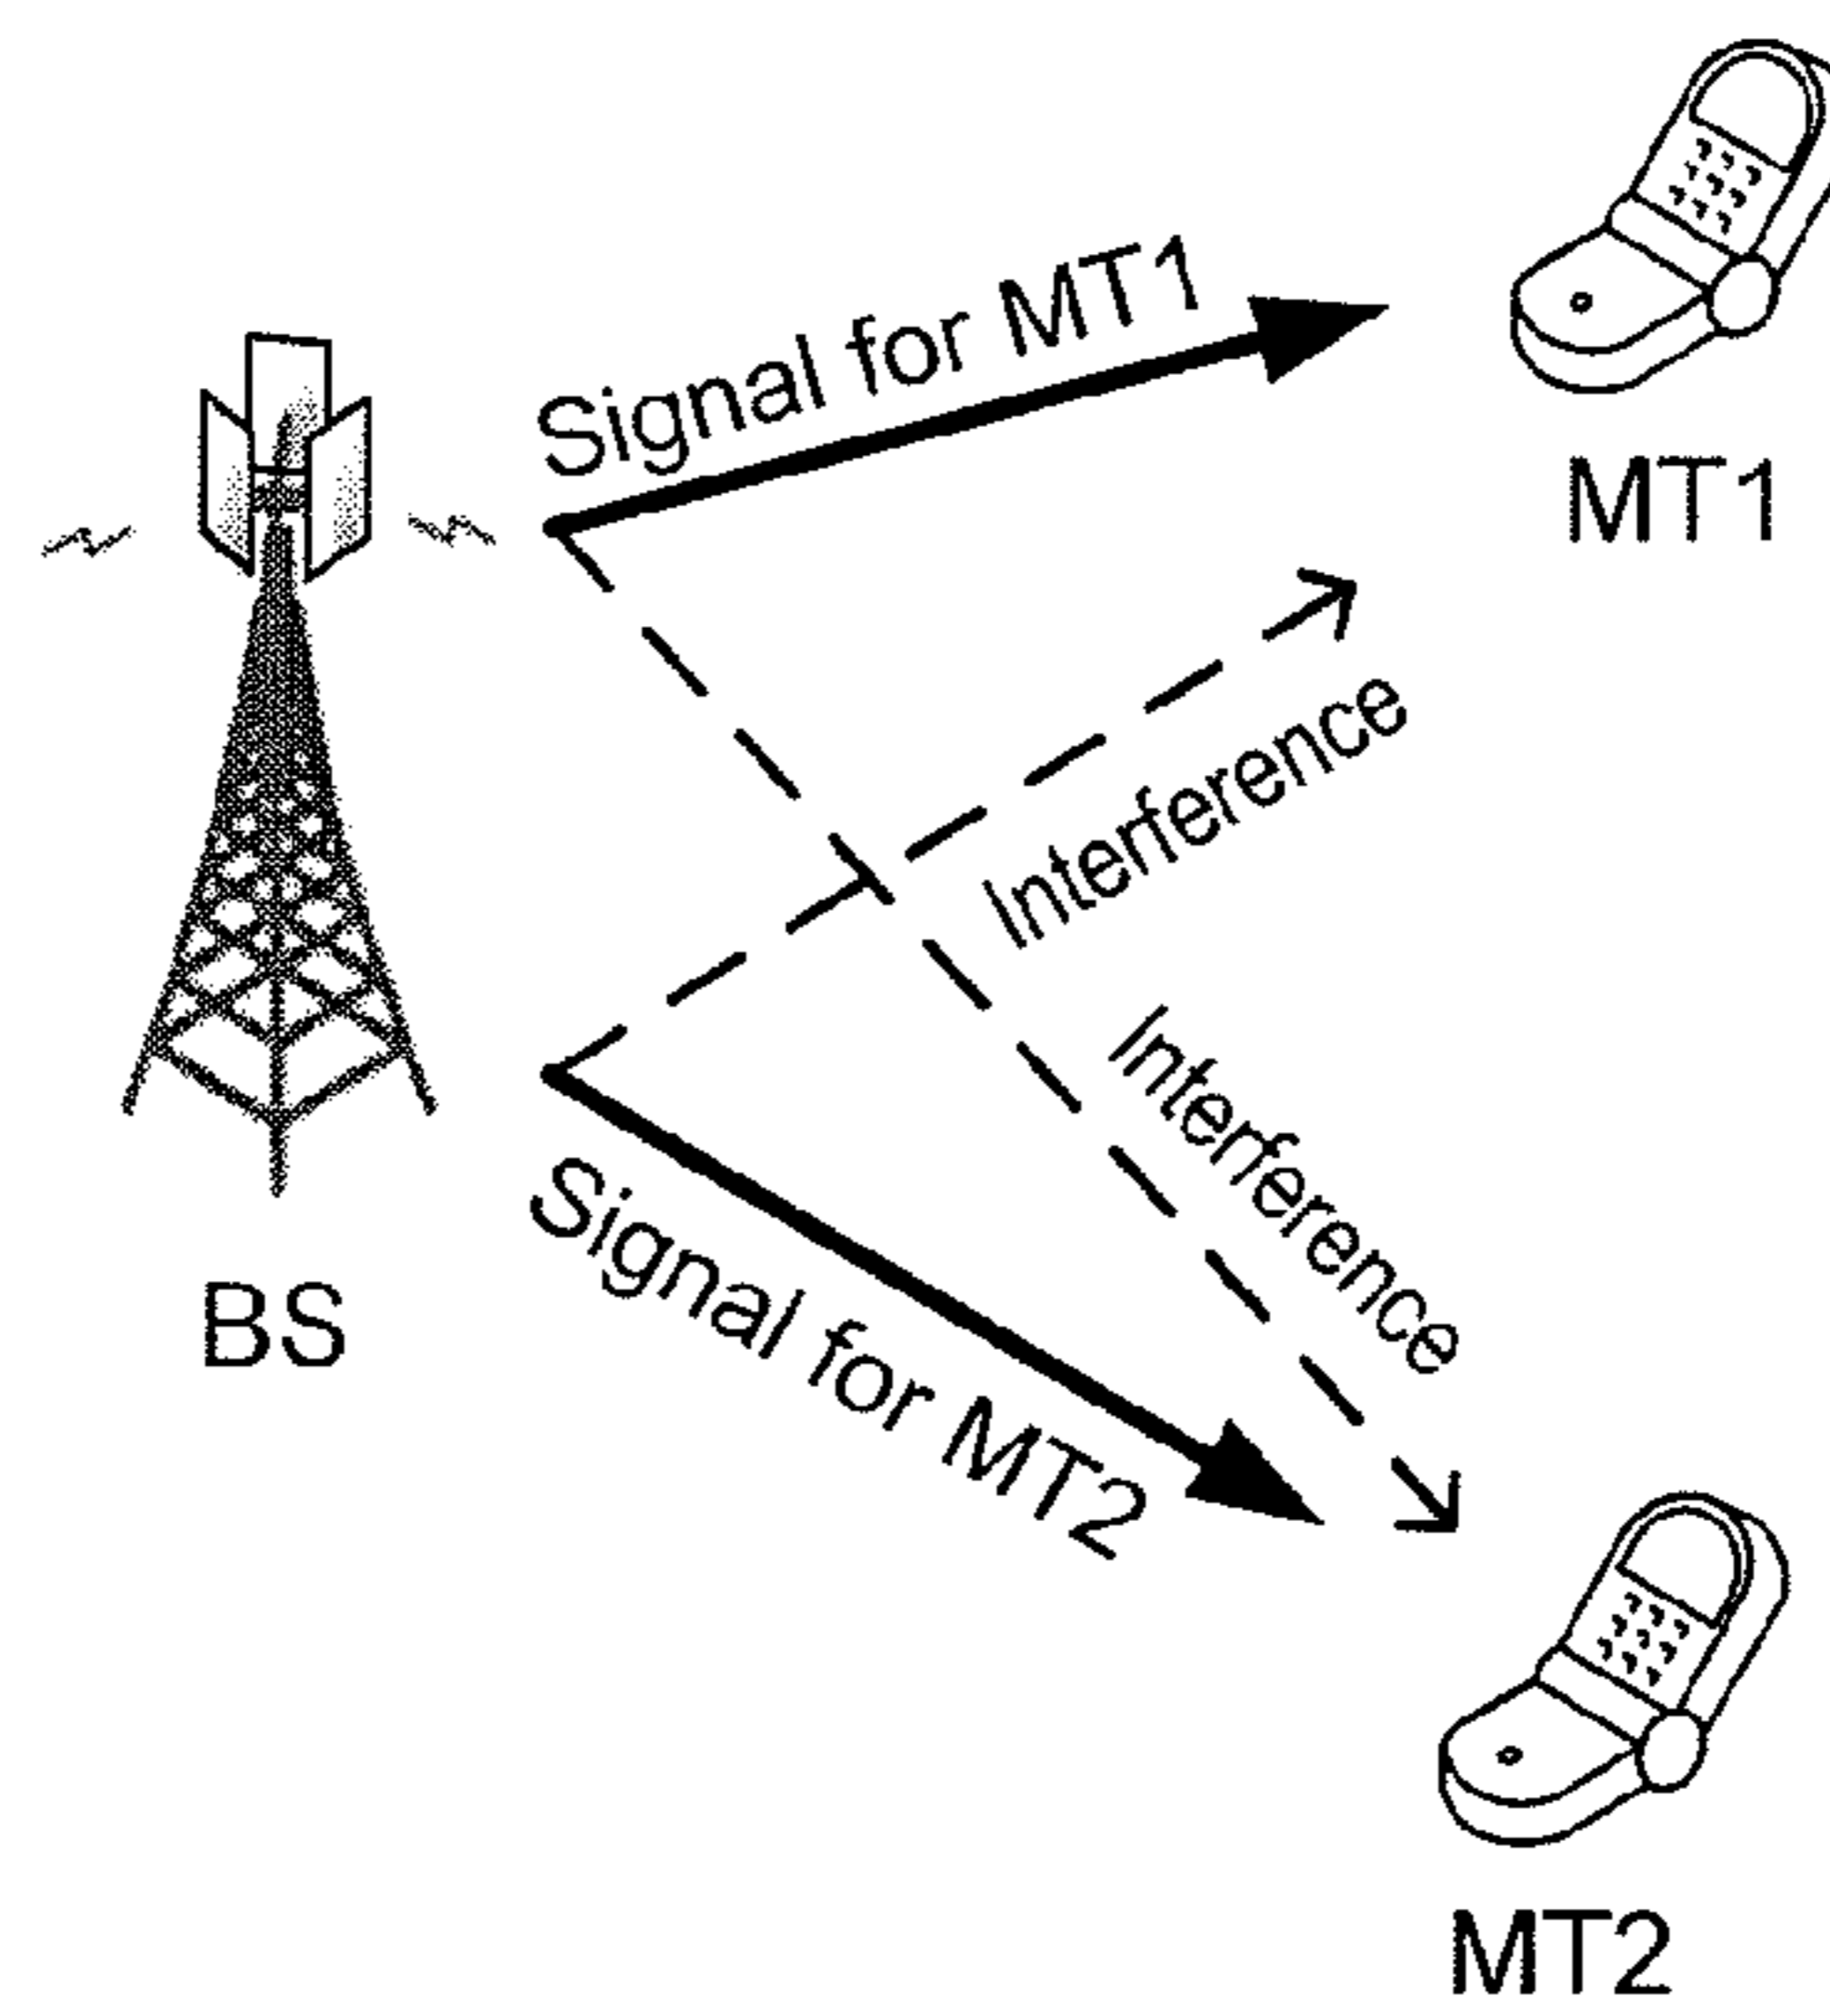 Signal for MT1
MT1
Interference
Interference
BS
Signal for MT2
MT2